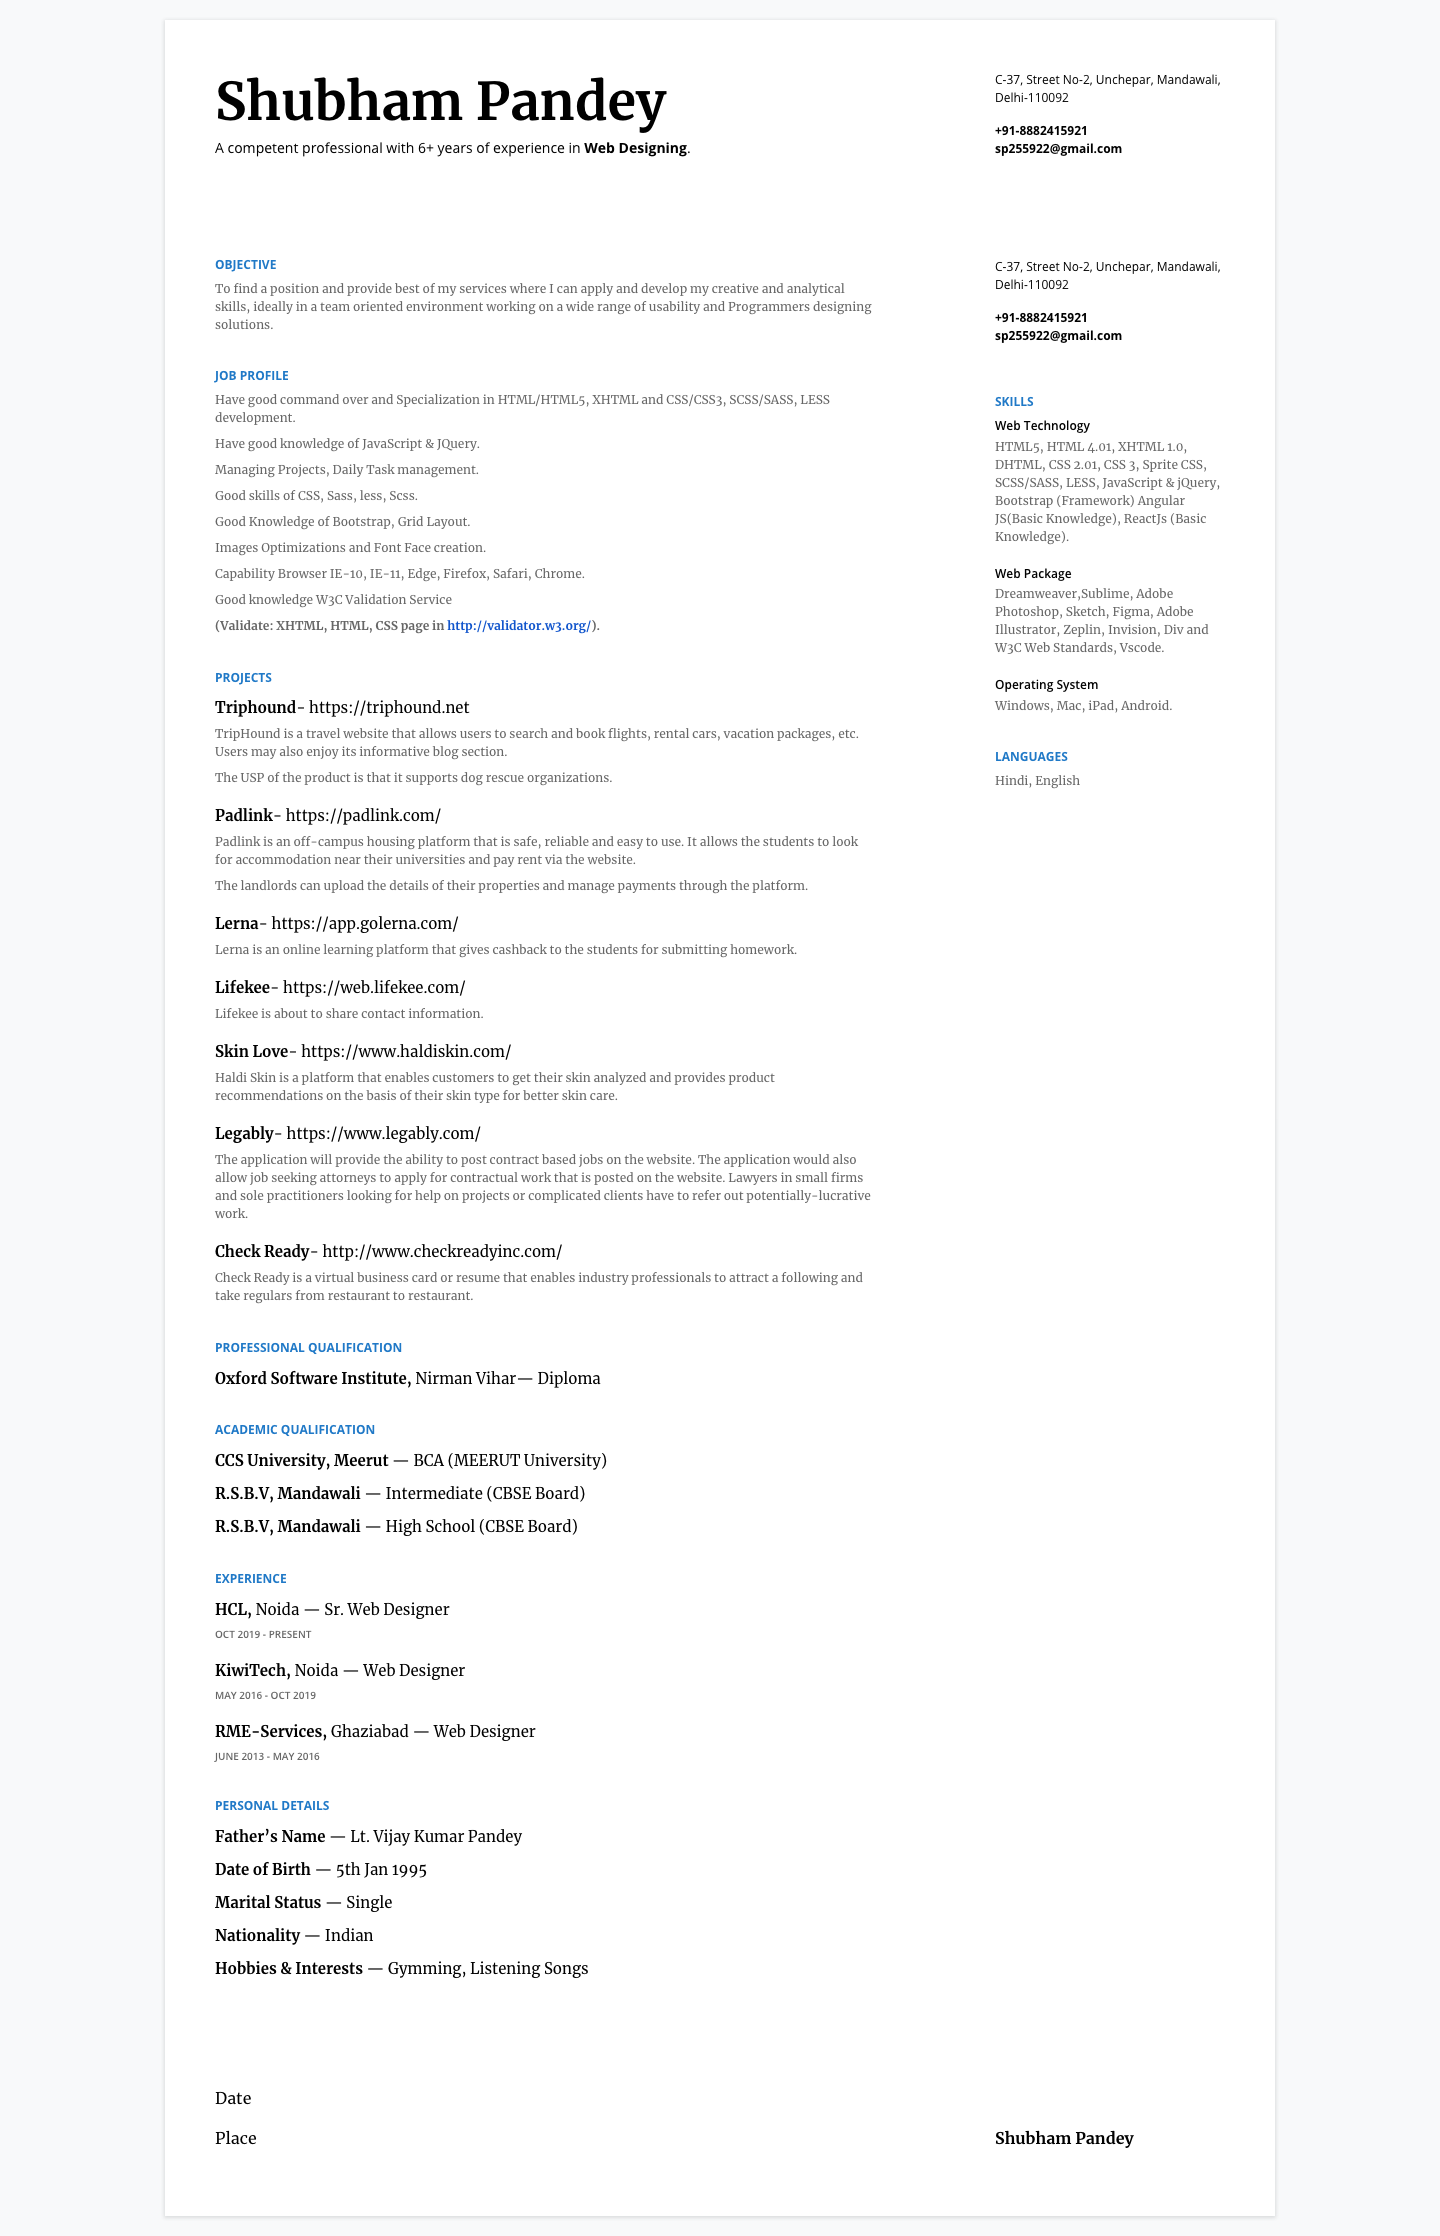 Shubham Pandey
A competent professional with 6+ years of experience in Web Designing.
C-37, Street No-2, Unchepar, Mandawali,
Delhi-110092
+91-8882415921
sp255922@gmail.com
OBJECTIVE
To find a position and provide best of my services where I can apply and develop my creative and analytical
skills, ideally in a team oriented environment working on a wide range of usability and Programmers designing
solutions.
JOB PROFILE
Have good command over and Specialization in HTML/HTML5, XHTML and CSS/CSS3, SCSS/SASS, LESS
development.
Have good knowledge of JavaScript & JQuery.
Managing Projects, Daily Task management.
Good skills of CSS, Sass, less, Scss.
Good Knowledge of Bootstrap, Grid Layout.
Images Optimizations and Font Face creation.
Capability Browser IE-10, IE-11, Edge, Firefox, Safari, Chrome.
Good knowledge W3C Validation Service
(Validate: XHTML, HTML, CSS page in http://validator.w3.org/).
PROJECTS
Triphound- https://triphound.net
TripHound is a travel website that allows users to search and book flights, rental cars, vacation packages, etc.
Users may also enjoy its informative blog section.
The USP of the product is that it supports dog rescue organizations.
Padlink- https://padlink.com/
Padlink is an off-campus housing platform that is safe, reliable and easy to use. It allows the students to look
for accommodation near their universities and pay rent via the website.
The landlords can upload the details of their properties and manage payments through the platform.
Lerna- https://app.golerna.com/
Lerna is an online learning platform that gives cashback to the students for submitting homework.
Lifekee- https://web.lifekee.com/
Lifekee is about to share contact information.
Skin Love- https://www.haldiskin.com/
Haldi Skin is a platform that enables customers to get their skin analyzed and provides product
recommendations on the basis of their skin type for better skin care.
Legably- https://www.legably.com/
The application will provide the ability to post contract based jobs on the website. The application would also
allow job seeking attorneys to apply for contractual work that is posted on the website. Lawyers in small firms
and sole practitioners looking for help on projects or complicated clients have to refer out potentially-lucrative
work.
Check Ready- http://www.checkreadyinc.com/
Check Ready is a virtual business card or resume that enables industry professionals to attract a following and
take regulars from restaurant to restaurant.
PROFESSIONAL QUALIFICATION
Oxford Software Institute, Nirman Vihar— Diploma
ACADEMIC QUALIFICATION
CCS University, Meerut — BCA (MEERUT University)
R.S.B.V, Mandawali — Intermediate (CBSE Board)
R.S.B.V, Mandawali — High School (CBSE Board)
EXPERIENCE
HCL, Noida — Sr. Web Designer
OCT 2019 - PRESENT
KiwiTech, Noida — Web Designer
MAY 2016 - OCT 2019
RME-Services, Ghaziabad — Web Designer
JUNE 2013 - MAY 2016
PERSONAL DETAILS
Father’s Name — Lt. Vijay Kumar Pandey
Date of Birth — 5th Jan 1995
Marital Status — Single
Nationality — Indian
Hobbies & Interests — Gymming, Listening Songs
C-37, Street No-2, Unchepar, Mandawali,
Delhi-110092
+91-8882415921
sp255922@gmail.com
SKILLS
Web Technology
HTML5, HTML 4.01, XHTML 1.0,
DHTML, CSS 2.01, CSS 3, Sprite CSS,
SCSS/SASS, LESS, JavaScript & jQuery,
Bootstrap (Framework) Angular
JS(Basic Knowledge), ReactJs (Basic
Knowledge).
Web Package
Dreamweaver,Sublime, Adobe
Photoshop, Sketch, Figma, Adobe
Illustrator, Zeplin, Invision, Div and
W3C Web Standards, Vscode.
Operating System
Windows, Mac, iPad, Android.
LANGUAGES
Hindi, English
Date
Place
Shubham Pandey